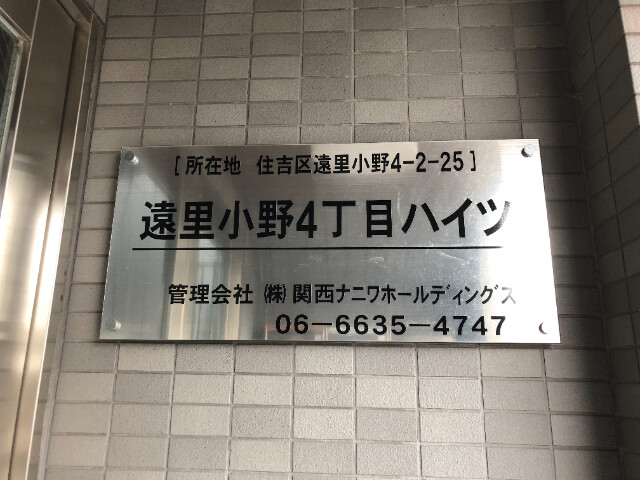 [ 所在地 住吉区遠里小野4-2-25 ]
遠里小野4丁目ハイツ
管理会社 ㈱ 関西ナニワホールディングス
06-6635-4747